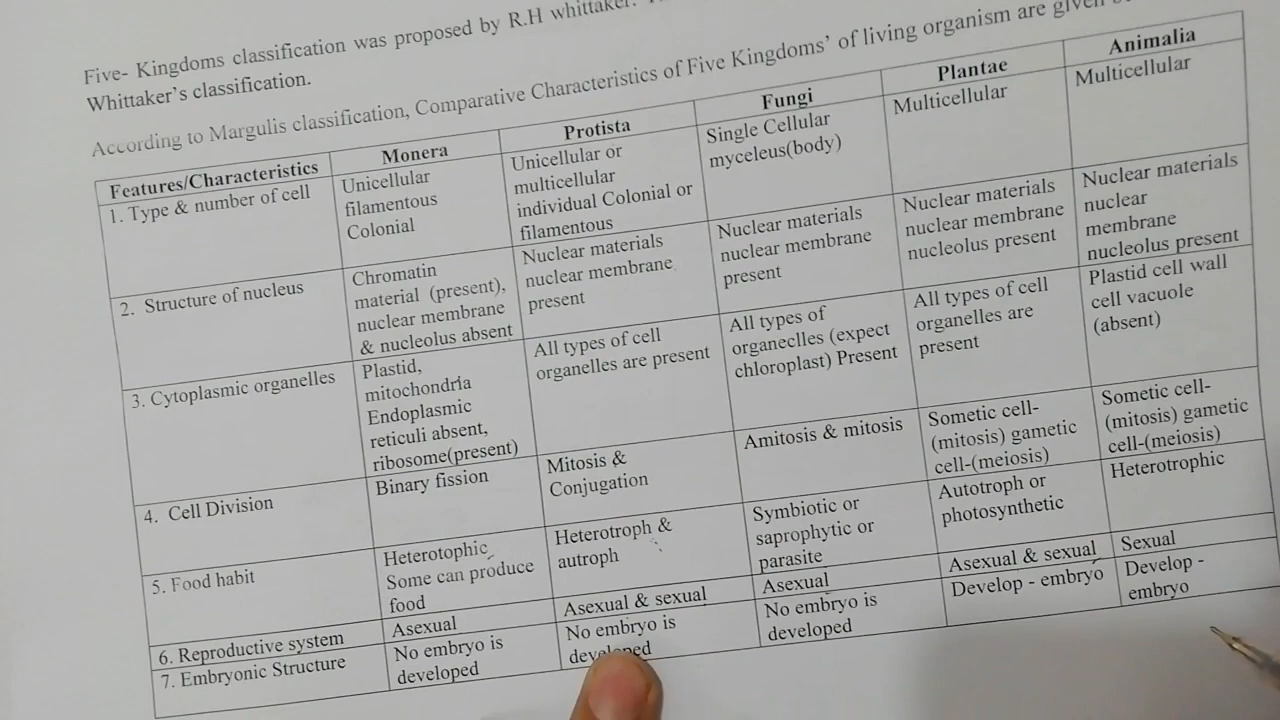 Five- Kingdoms classification was proposed by R.H whittaker.
Whittaker's classification.
According to Margulis classification, Comparative Characteristics of Five Kingdoms' of living organism are given
Features/Characteristics
Monera
Protista
Fungi
Plantae
Animalia
1. Type & number of cell
Unicellular
filamentous
Colonial
Unicellular or
multicellular
individual Colonial or
filamentous
Single Cellular
myceleus(body)
Multicellular
Multicellular
2. Structure of nucleus
Chromatin
material (present),
nuclear membrane
& nucleolus absent
Nuclear materials
nuclear membrane
present
Nuclear materials
nuclear membrane
present
Nuclear materials
nuclear membrane
nucleolus present
Nuclear materials
nuclear
membrane
nucleolus present
3. Cytoplasmic organelles
Plastid,
mitochondria
Endoplasmic
reticuli absent,
ribosome(present)
All types of cell
organelles are present
All types of
organeclles (expect
chloroplast) Present
All types of cell
organelles are
present
Plastid cell wall
cell vacuole
(absent)
4. Cell Division
Binary fission
Mitosis &
Conjugation
Amitosis & mitosis
Sometic cell-
(mitosis) gametic
cell-(meiosis)
Sometic cell-
(mitosis) gametic
cell-(meiosis)
5. Food habit
Heterotophic
Some can produce
food
Heterotroph &
autroph
Symbiotic or
saprophytic or
parasite
Autotroph or
photosynthetic
Heterotrophic
6. Reproductive system
Asexual
Asexual & sexual
Asexual
Asexual & sexual
Sexual
7. Embryonic Structure
No embryo is
developed
No embryo is
developed
No embryo is
developed
Develop - embryo
Develop -
embryo